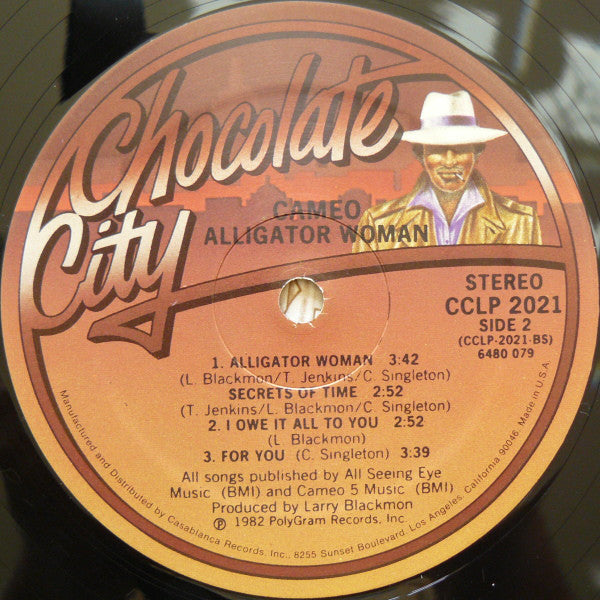 Chocolate
City
CAMEO
ALLIGATOR WOMAN
STEREO
CCLP 2021
SIDE 2
(CCLP-2021-BS)
6480 079
1. ALLIGATOR WOMAN 3:42
(L. Blackmon/T. Jenkins/C. Singleton)
SECRETS OF TIME 2:52
(T. Jenkins/L. Blackmon/C. Singleton)
2. I OWE IT ALL TO YOU 2:52
(L. Blackmon)
3. FOR YOU (C. Singleton) 3:39
All songs published by All Seeing Eye
Music (BMI) and Cameo 5 Music (BMI)
Produced by Larry Blackmon
℗ 1982 PolyGram Records, Inc.
Manufactured and Distributed by Casablanca Records, Inc., 8255 Sunset Boulevard, Los Angeles, California 90046. Made in U.S.A.